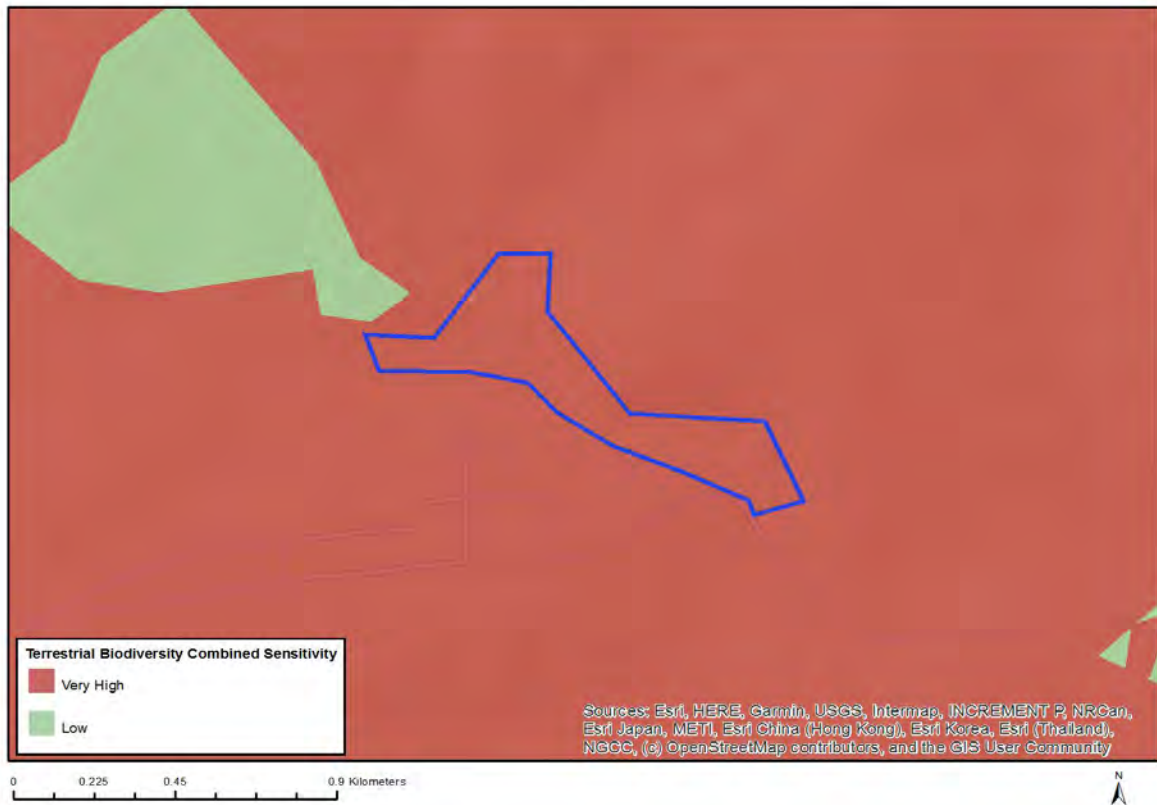 Terrestrial Biodiversity Combined Sensitivity
Very High
Low
Sources: Esri, HERE, Garmin, USGS, Intermap, INCREMENT P, NRCan,
Esri Japan, METI, Esri China (Hong Kong), Esri Korea, Esri (Thailand),
NGCC, (c) OpenStreetMap contributors, and the GIS User Community
0 0.225 0.45 0.9 Kilometers
N